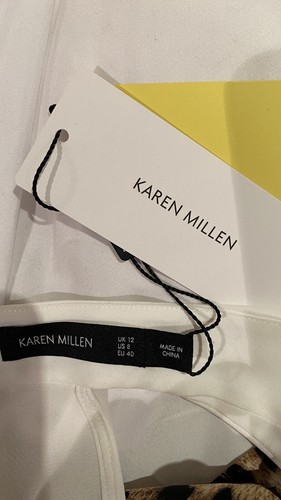 KAREN MILLEN
KAREN MILLEN
UK 12
US 8
EU 40
MADE IN
CHINA